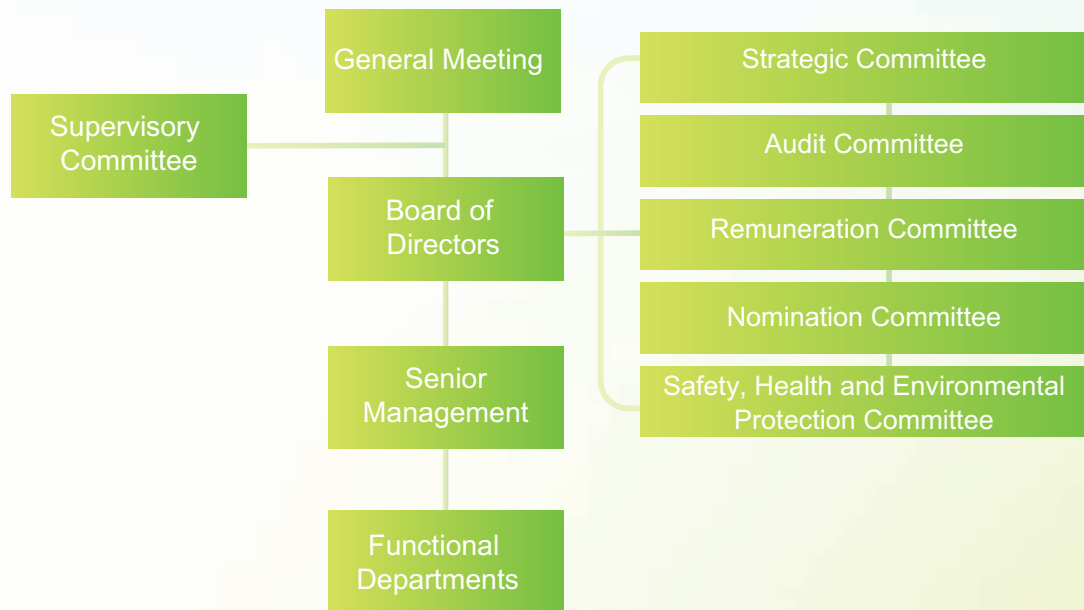 General Meeting
Supervisory
Committee
Board of
Directors
Senior
Management
Functional
Departments
Strategic Committee
Audit Committee
Remuneration Committee
Nomination Committee
Safety, Health and Environmental
Protection Committee